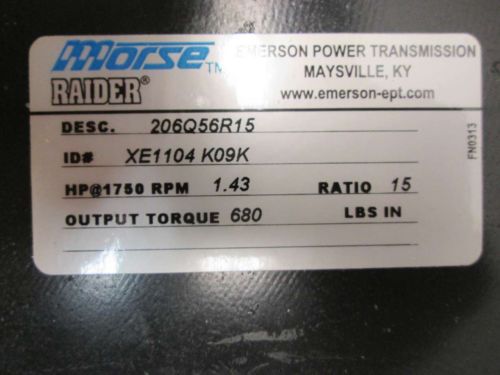 morse TM
RAIDER®
EMERSON POWER TRANSMISSION
MAYSVILLE, KY
www.emerson-ept.com
DESC. 206Q56R15
ID# XE1104 K09K
HP@1750 RPM 1.43 RATIO 15
OUTPUT TORQUE 680 LBS IN
FN0313